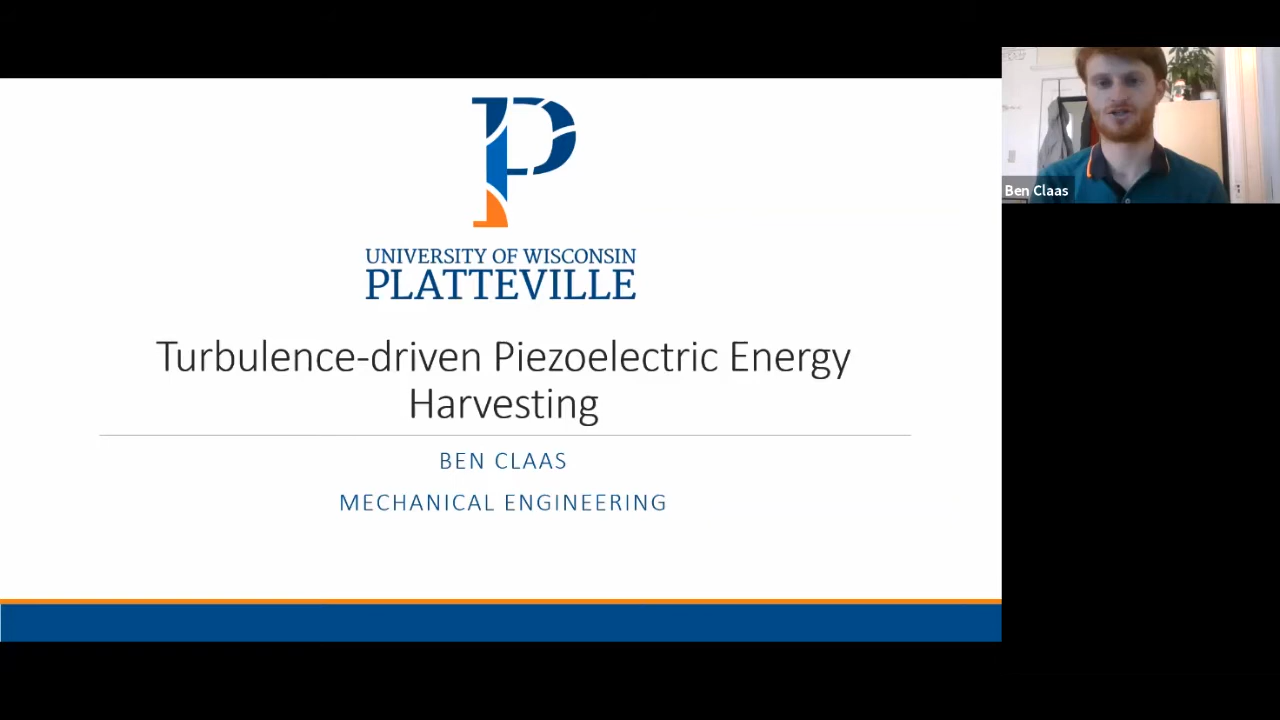 UNIVERSITY OF WISCONSIN
PLATTEVILLE
Turbulence-driven Piezoelectric Energy
Harvesting
BEN CLAAS
MECHANICAL ENGINEERING
Ben Claas